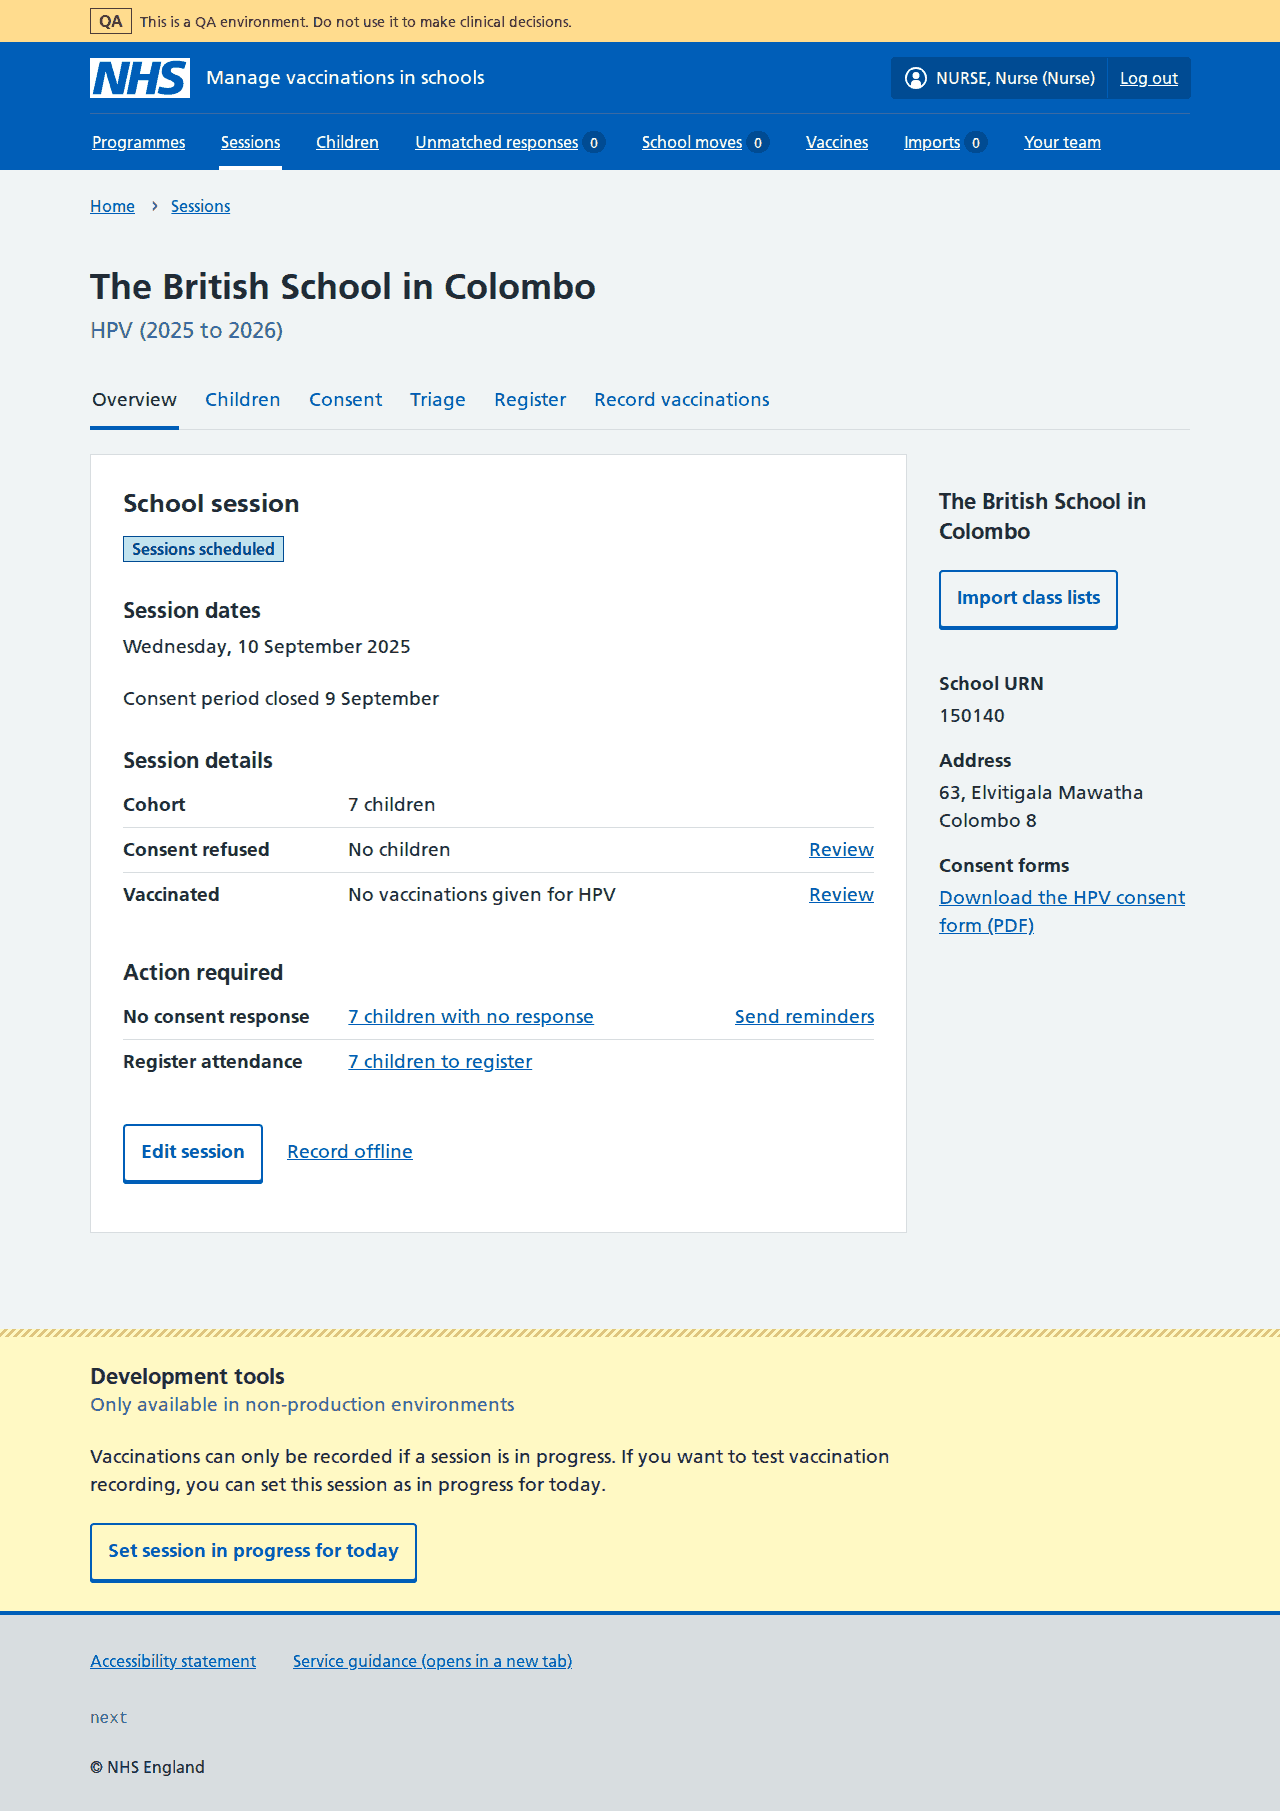 QA This is a QA environment. Do not use it to make clinical decisions.
NHS Manage vaccinations in schools NURSE, Nurse (Nurse) Log out
Programmes Sessions Children Unmatched responses 0 School moves 0 Vaccines Imports 0 Your team
Home › Sessions
The British School in Colombo
HPV (2025 to 2026)
Overview Children Consent Triage Register Record vaccinations
School session
Sessions scheduled
Session dates
Wednesday, 10 September 2025
Consent period closed 9 September
Session details
Cohort 7 children
Consent refused No children Review
Vaccinated No vaccinations given for HPV Review
Action required
No consent response 7 children with no response Send reminders
Register attendance 7 children to register
Edit session Record offline
The British School in
Colombo
Import class lists
School URN
150140
Address
63, Elvitigala Mawatha
Colombo 8
Consent forms
Download the HPV consent
form (PDF)
Development tools
Only available in non-production environments
Vaccinations can only be recorded if a session is in progress. If you want to test vaccination
recording, you can set this session as in progress for today.
Set session in progress for today
Accessibility statement Service guidance (opens in a new tab)
next
© NHS England